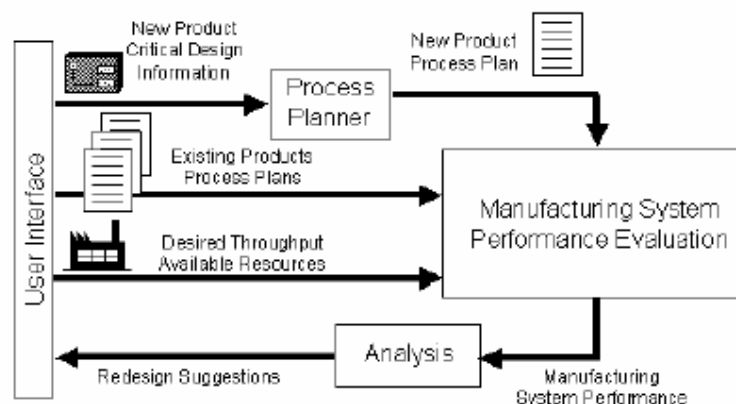 New Product
Critical Design
Information
New Product
Process Plan
Process
Planner
Existing Products
Process Plans
User Interface
Manufacturing System
Performance Evaluation
Desired Throughput
Available Resources
Analysis
Redesign Suggestions
Manufacturing
System Performance